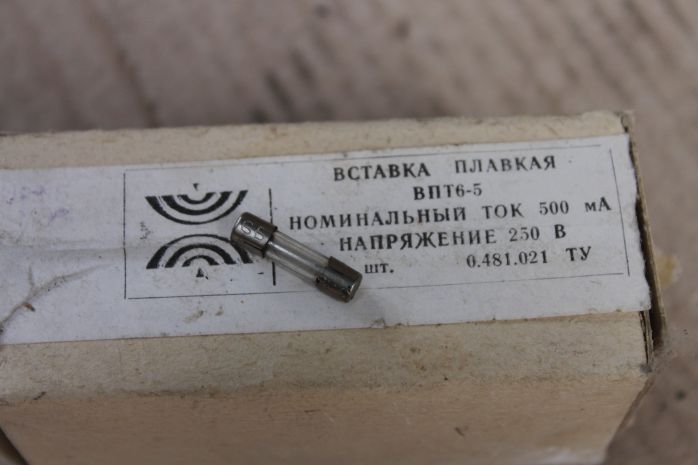 ВСТАВКА ПЛАВКАЯ
ВПТ6-5
НОМИНАЛЬНЫЙ ТОК 500 мА
НАПРЯЖЕНИЕ 250 В
шт. 0.481.021 ТУ